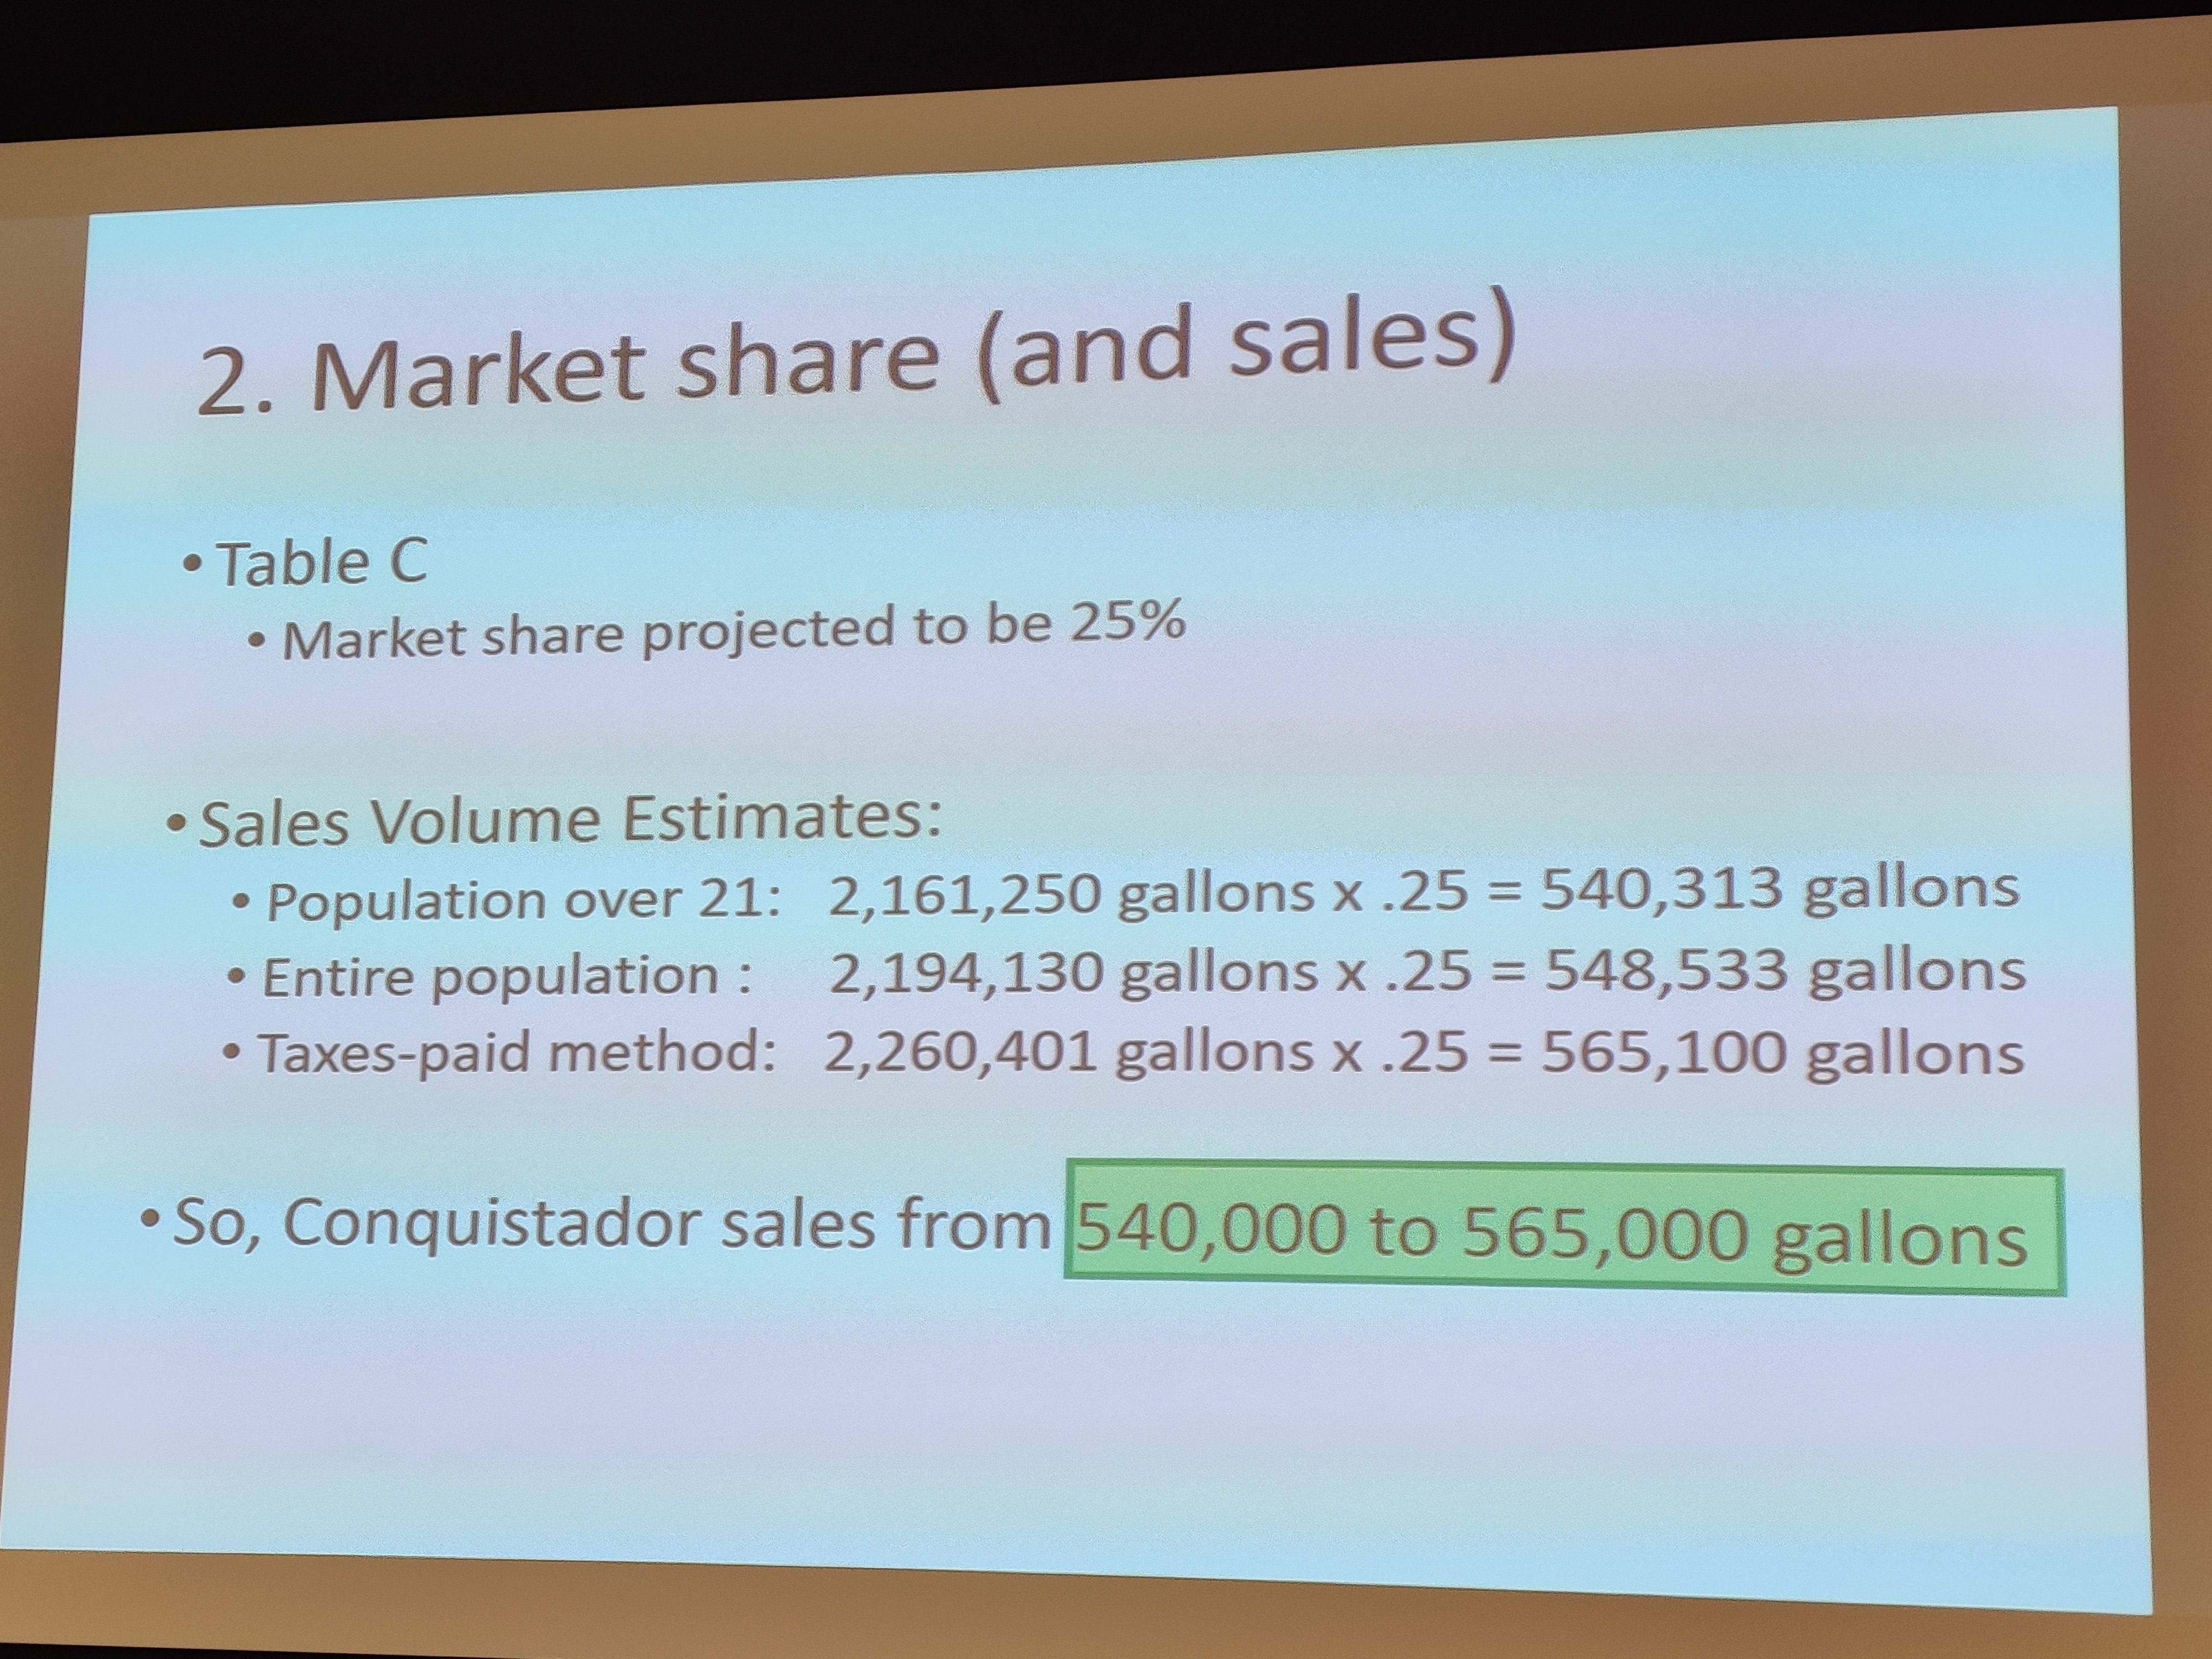 2. Market share (and sales)
• Table C
• Market share projected to be 25%
• Sales Volume Estimates:
• Population over 21: 2,161,250 gallons x .25 = 540,313 gallons
• Entire population : 2,194,130 gallons x .25 = 548,533 gallons
• Taxes-paid method: 2,260,401 gallons x .25 = 565,100 gallons
• So, Conquistador sales from 540,000 to 565,000 gallons